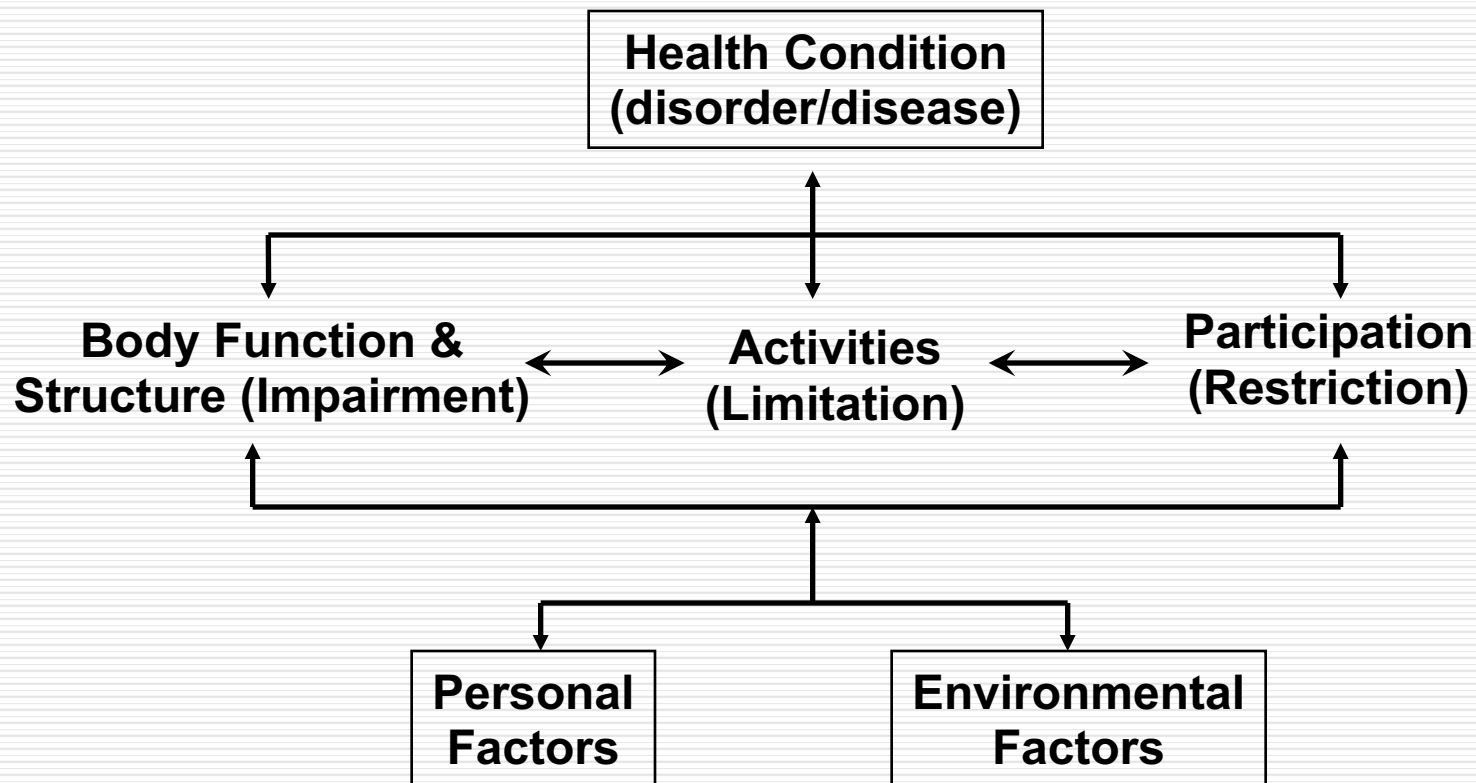 Health Condition
(disorder/disease)
Body Function &
Structure (Impairment)
Activities
(Limitation)
Participation
(Restriction)
Personal
Factors
Environmental
Factors